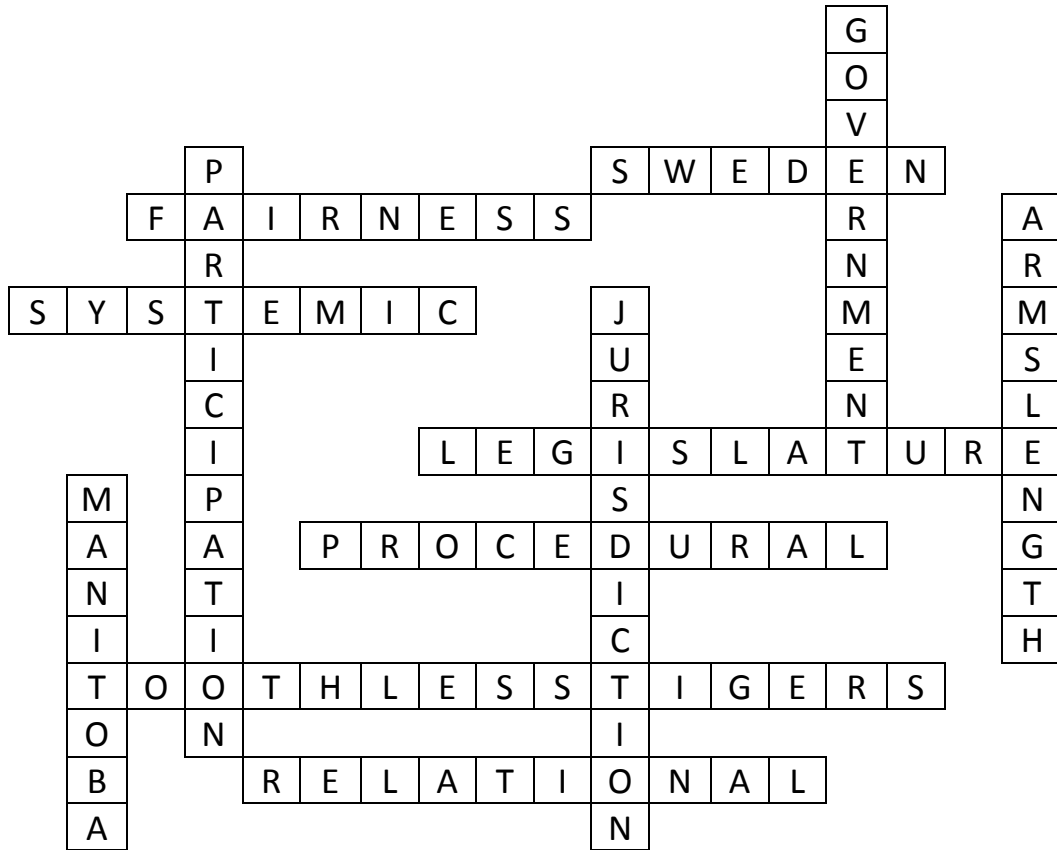 GOVERNMENT
PARTICIPATION
SWEDEN
FAIRNESS
ARMSLENGTH
SYSTEMIC
JURISDICTION
LEGISLATURE
MANITOBA
PROCEDURAL
TOOTHLESSTIGERS
RELATIONAL